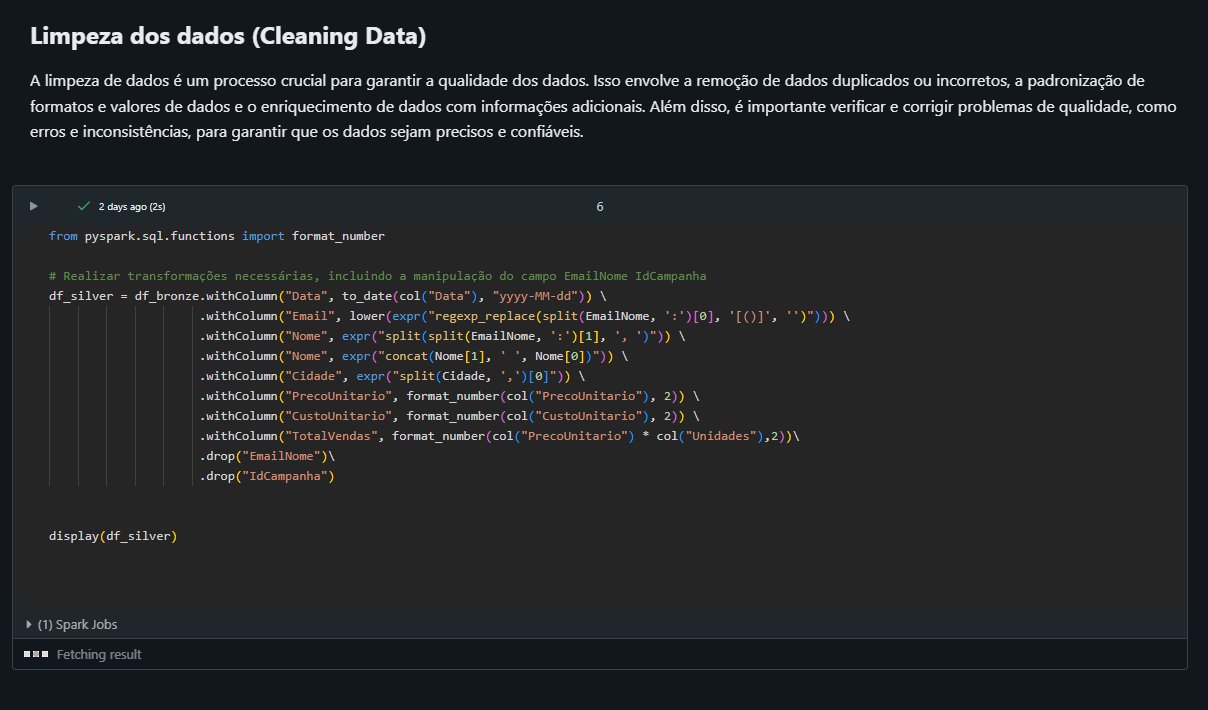 Limpeza dos dados (Cleaning Data)
A limpeza de dados é um processo crucial para garantir a qualidade dos dados. Isso envolve a remoção de dados duplicados ou incorretos, a padronização de
formatos e valores de dados e o enriquecimento de dados com informações adicionais. Além disso, é importante verificar e corrigir problemas de qualidade, como
erros e inconsistências, para garantir que os dados sejam precisos e confiáveis.
2 days ago (2s)
6
from pyspark.sql.functions import format_number
# Realizar transformações necessárias, incluindo a manipulação do campo EmailNome IdCampanha
df_silver = df_bronze.withColumn("Data", to_date(col("Data"), "yyyy-MM-dd")) \
.withColumn("Email", lower(expr("regexp_replace(split(EmailNome, ':')[0], '[()]', '')"))) \
.withColumn("Nome", expr("split(split(EmailNome, ':')[1], ', ')")) \
.withColumn("Nome", expr("concat(Nome[1], ' ', Nome[0])")) \
.withColumn("Cidade", expr("split(Cidade, ',')[0]")) \
.withColumn("PrecoUnitario", format_number(col("PrecoUnitario"), 2)) \
.withColumn("CustoUnitario", format_number(col("CustoUnitario"), 2)) \
.withColumn("TotalVendas", format_number(col("PrecoUnitario") * col("Unidades"),2))\
.drop("EmailNome")\
.drop("IdCampanha")
display(df_silver)
(1) Spark Jobs
Fetching result